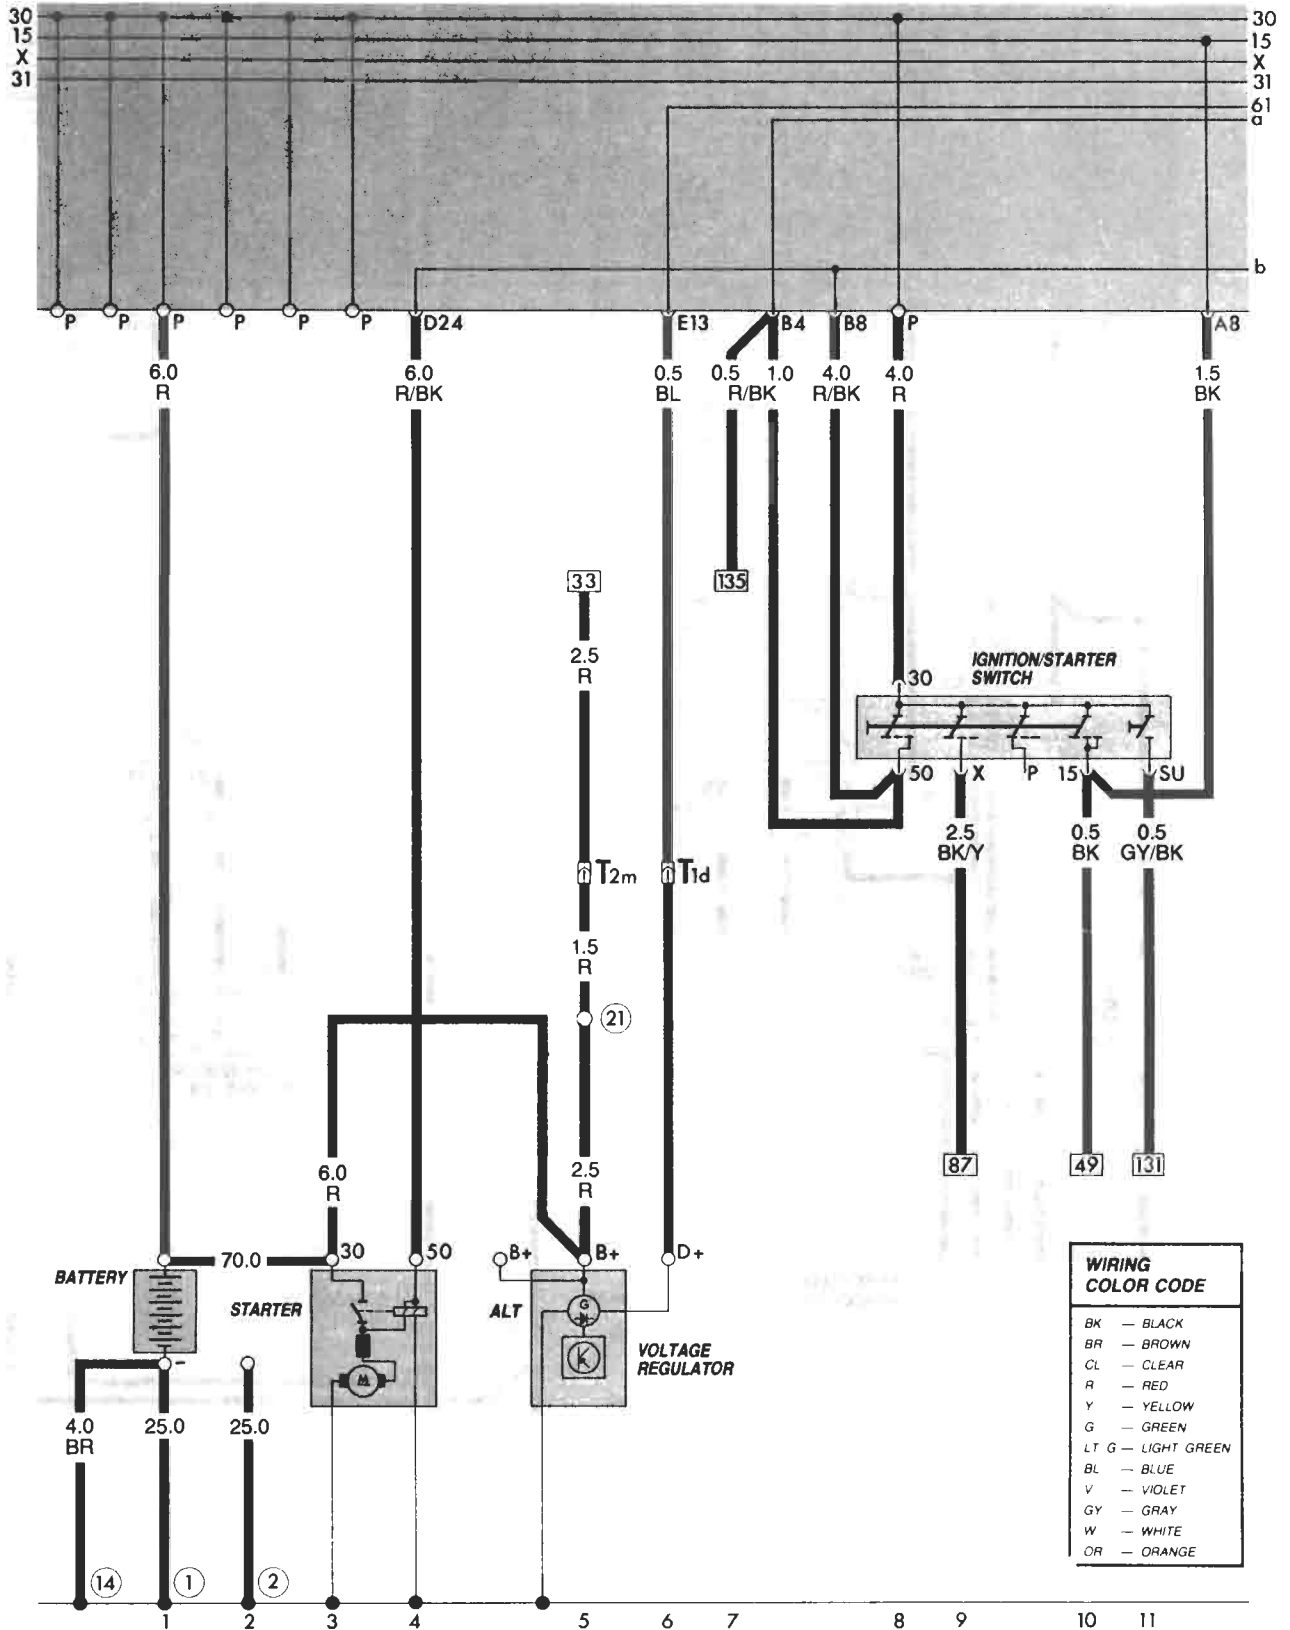 30 30
15 15
X X
31 31
61
a
b
P P P P P P D24 E13 B4 B8 P A8
6.0 6.0 0.5 0.5 1.0 4.0 4.0 1.5
R R/BK BL R/BK R/BK R BK
33 135
2.5
R
IGNITION/STARTER
SWITCH
30
50 X P 15 SU
2.5 0.5 0.5
BK/Y BK GY/BK
T2m T1d
1.5
R
21
87 49 131
6.0 2.5
R R
70.0 30 50 B+ B+ D+
BATTERY
STARTER
ALT
G
M
-
VOLTAGE
REGULATOR
4.0 25.0 25.0
BR
14 1 2
1 2 3 4 5 6 7 8 9 10 11
WIRING
COLOR CODE
BK — BLACK
BR — BROWN
CL — CLEAR
R — RED
Y — YELLOW
G — GREEN
LT G — LIGHT GREEN
BL — BLUE
V — VIOLET
GY — GRAY
W — WHITE
OR — ORANGE